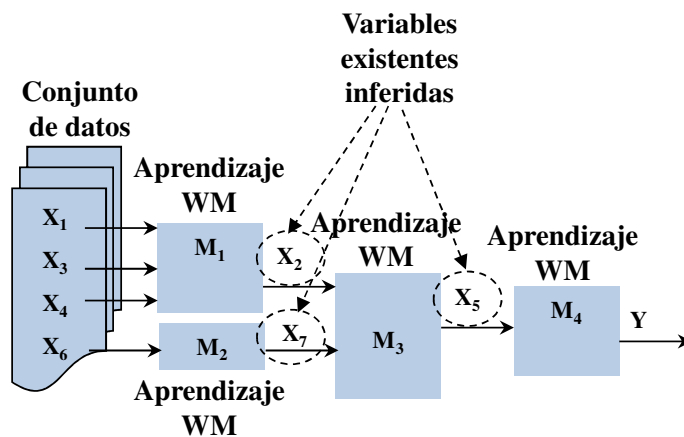 Variables
existentes
inferidas
Conjunto
de datos
Aprendizaje
WM
Aprendizaje
WM
Aprendizaje
WM
X1
X3
X4
X6
M1
X2
M2
X7
M3
X5
M4
Y
Aprendizaje
WM